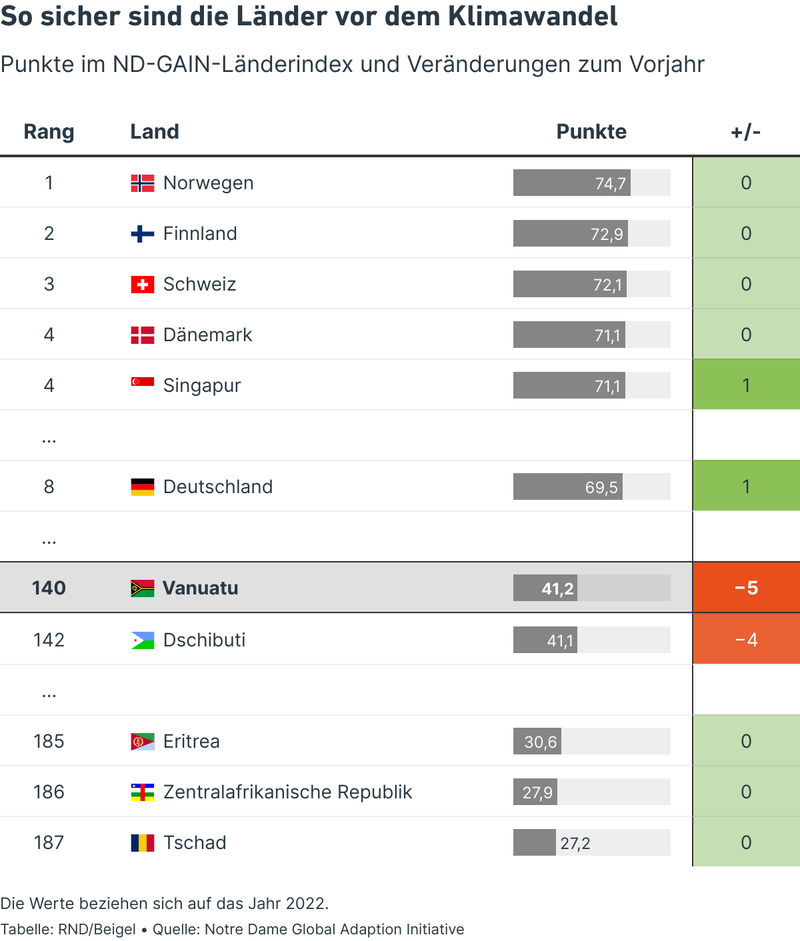 So sicher sind die Länder vor dem Klimawandel
Punkte im ND-GAIN-Länderindex und Veränderungen zum Vorjahr
Rang Land Punkte +/-
1 Norwegen 74,7 0
2 Finnland 72,9 0
3 Schweiz 72,1 0
4 Dänemark 71,1 0
4 Singapur 71,1 1
...
8 Deutschland 69,5 1
...
140 Vanuatu 41,2 −5
142 Dschibuti 41,1 −4
...
185 Eritrea 30,6 0
186 Zentralafrikanische Republik 27,9 0
187 Tschad 27,2 0
Die Werte beziehen sich auf das Jahr 2022.
Tabelle: RND/Beigel • Quelle: Notre Dame Global Adaption Initiative